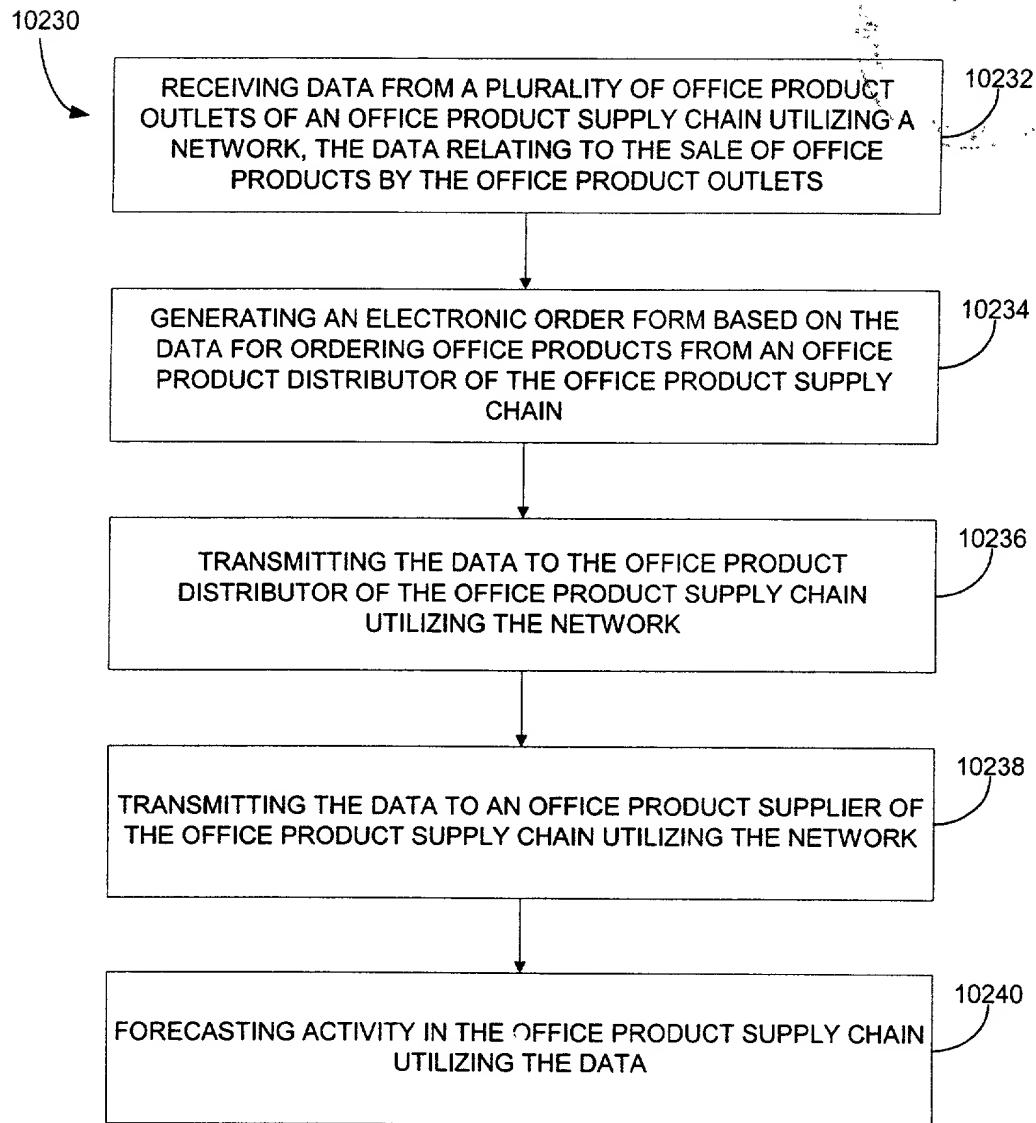 10230
RECEIVING DATA FROM A PLURALITY OF OFFICE PRODUCT
OUTLETS OF AN OFFICE PRODUCT SUPPLY CHAIN UTILIZING A
NETWORK, THE DATA RELATING TO THE SALE OF OFFICE
PRODUCTS BY THE OFFICE PRODUCT OUTLETS
10232
GENERATING AN ELECTRONIC ORDER FORM BASED ON THE
DATA FOR ORDERING OFFICE PRODUCTS FROM AN OFFICE
PRODUCT DISTRIBUTOR OF THE OFFICE PRODUCT SUPPLY
CHAIN
10234
TRANSMITTING THE DATA TO THE OFFICE PRODUCT
DISTRIBUTOR OF THE OFFICE PRODUCT SUPPLY CHAIN
UTILIZING THE NETWORK
10236
TRANSMITTING THE DATA TO AN OFFICE PRODUCT SUPPLIER OF
THE OFFICE PRODUCT SUPPLY CHAIN UTILIZING THE NETWORK
10238
FORECASTING ACTIVITY IN THE OFFICE PRODUCT SUPPLY CHAIN
UTILIZING THE DATA
10240